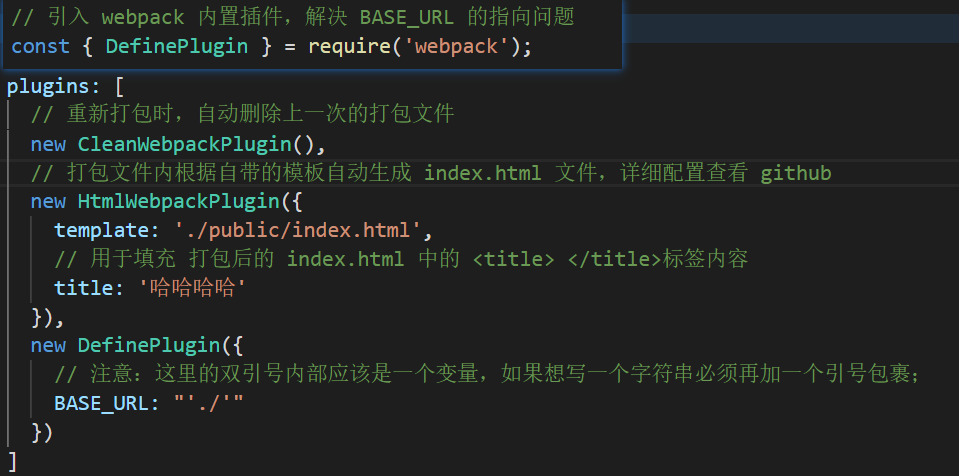 // 引入 webpack 内置插件，解决 BASE_URL 的指向问题
const { DefinePlugin } = require('webpack');
plugins: [
// 重新打包时，自动删除上一次的打包文件
new CleanWebpackPlugin(),
// 打包文件内根据自带的模板自动生成 index.html 文件，详细配置查看 github
new HtmlWebpackPlugin({
template: './public/index.html',
// 用于填充 打包后的 index.html 中的 <title> </title>标签内容
title: '哈哈哈哈'
}),
new DefinePlugin({
// 注意：这里的双引号内部应该是一个变量，如果想写一个字符串必须再加一个引号包裹；
BASE_URL: "'./'"
})
]